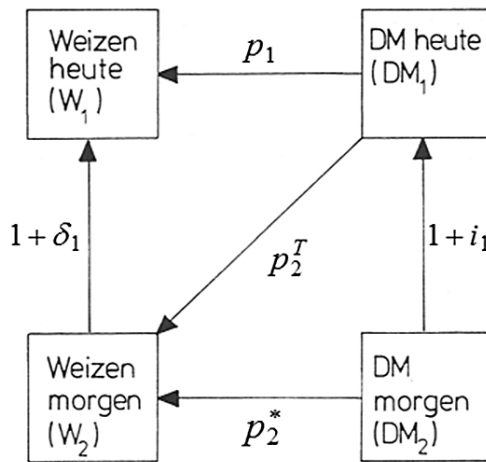 Weizen
heute
(W₁)
p₁
DM heute
(DM₁)
1 + δ₁
p₂ᵀ
1 + i₁
Weizen
morgen
(W₂)
p₂*
DM
morgen
(DM₂)